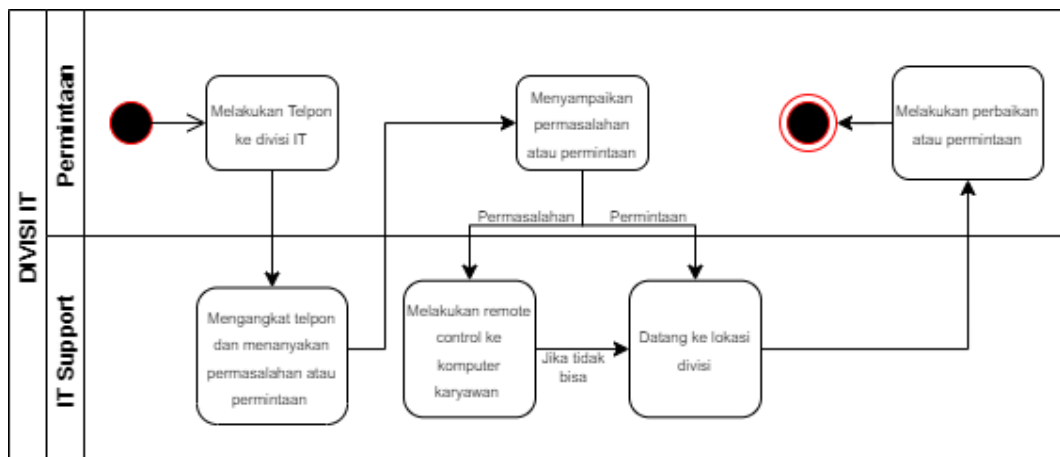 DIVISI IT
Permintaan
Melakukan Telpon
ke divisi IT
Menyampaikan
permasalahan
atau permintaan
Melakukan perbaikan
atau permintaan
Permasalahan
Permintaan
IT Support
Mengangkat telpon
dan menanyakan
permasalahan atau
permintaan
Melakukan remote
control ke
komputer
karyawan
Jika tidak
bisa
Datang ke lokasi
divisi